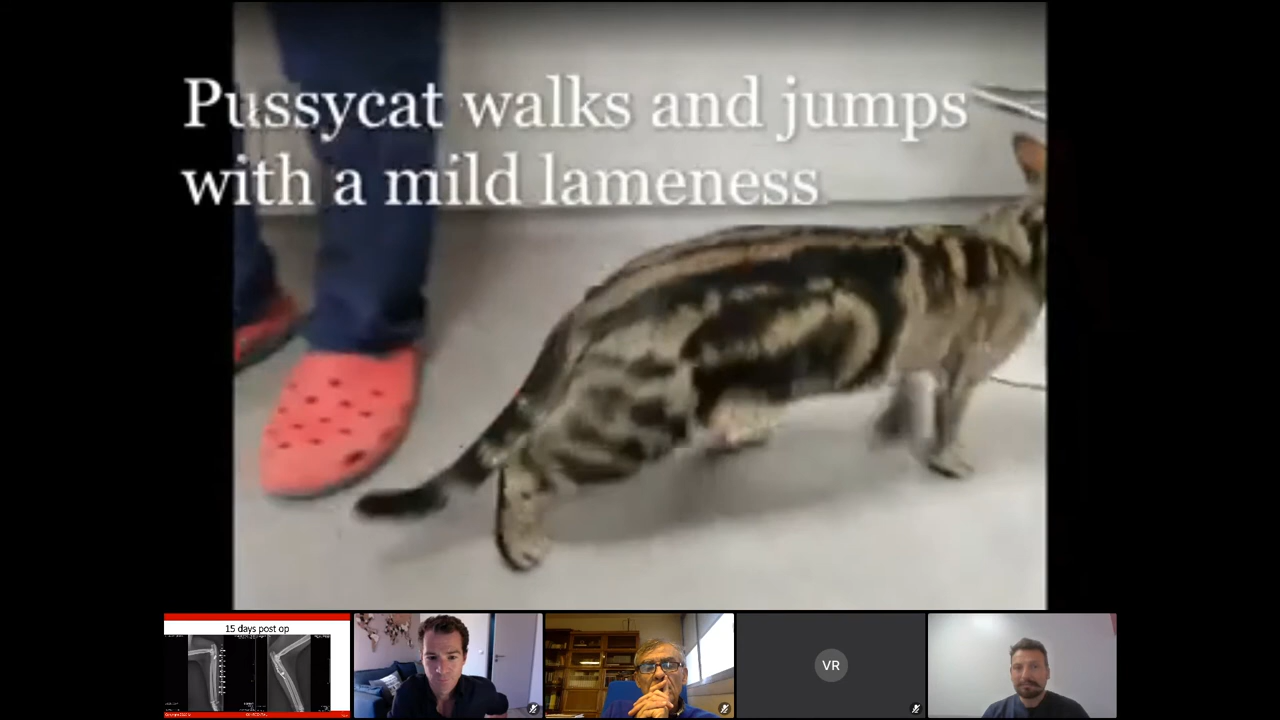 Pussycat walks and jumps
with a mild lameness
15 days post op
VR